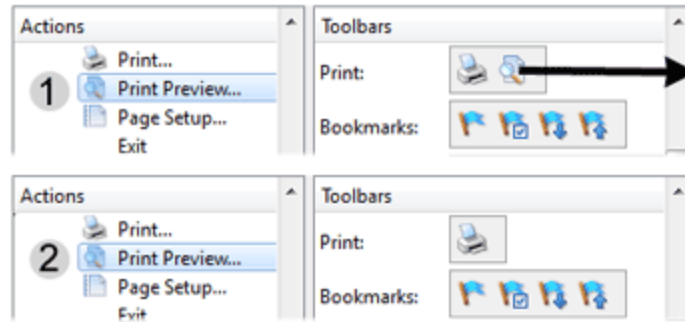 Actions
Print...
1 Print Preview...
Page Setup...
Exit
Toolbars
Print:
Bookmarks:
Actions
Print...
2 Print Preview...
Page Setup...
Exit
Toolbars
Print:
Bookmarks: